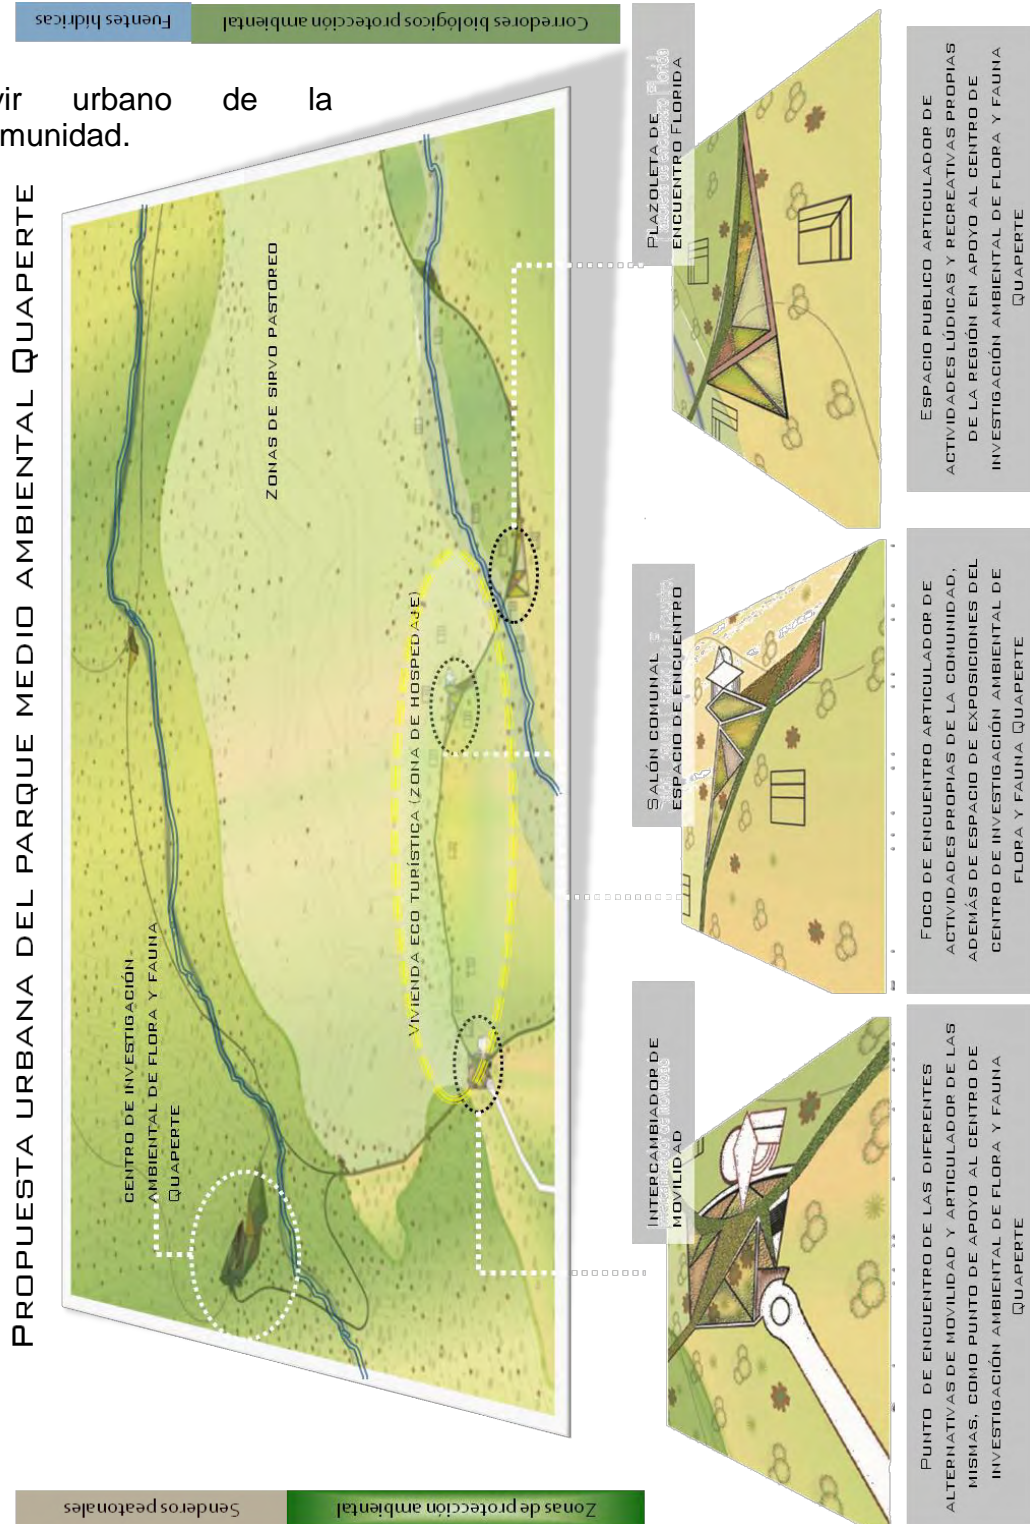 Fuentes hídricas
Corredores biológicos protección ambiental
vir urbano de la
munidad.
PROPUESTA URBANA DEL PARQUE MEDIO AMBIENTAL QUAPERTE
CENTRO DE INVESTIGACIÓN
AMBIENTAL DE FLORA Y FAUNA
QUAPERTE
ZONAS DE SIRVO PASTOREO
VIVIENDA ECO TURÍSTICA (ZONA DE HOSPEDAJE)
INTERCAMBIADOR DE
MOVILIDAD
SALÓN COMUNAL
ESPACIO DE ENCUENTRO
PLAZOLETA DE
ENCUENTRO FLORIDA
PUNTO DE ENCUENTRO DE LAS DIFERENTES
ALTERNATIVAS DE MOVILIDAD Y ARTICULADOR DE LAS
MISMAS, COMO PUNTO DE APOYO AL CENTRO DE
INVESTIGACIÓN AMBIENTAL DE FLORA Y FAUNA
QUAPERTE
FOCO DE ENCUENTRO ARTICULADOR DE
ACTIVIDADES PROPIAS DE LA COMUNIDAD,
ADEMÁS DE ESPACIO DE EXPOSICIONES DEL
CENTRO DE INVESTIGACIÓN AMBIENTAL DE
FLORA Y FAUNA QUAPERTE
ESPACIO PUBLICO ARTICULADOR DE
ACTIVIDADES LÚDICAS Y RECREATIVAS PROPIAS
DE LA REGIÓN EN APOYO AL CENTRO DE
INVESTIGACIÓN AMBIENTAL DE FLORA Y FAUNA
QUAPERTE
Senderos peatonales
Zonas de protección ambiental